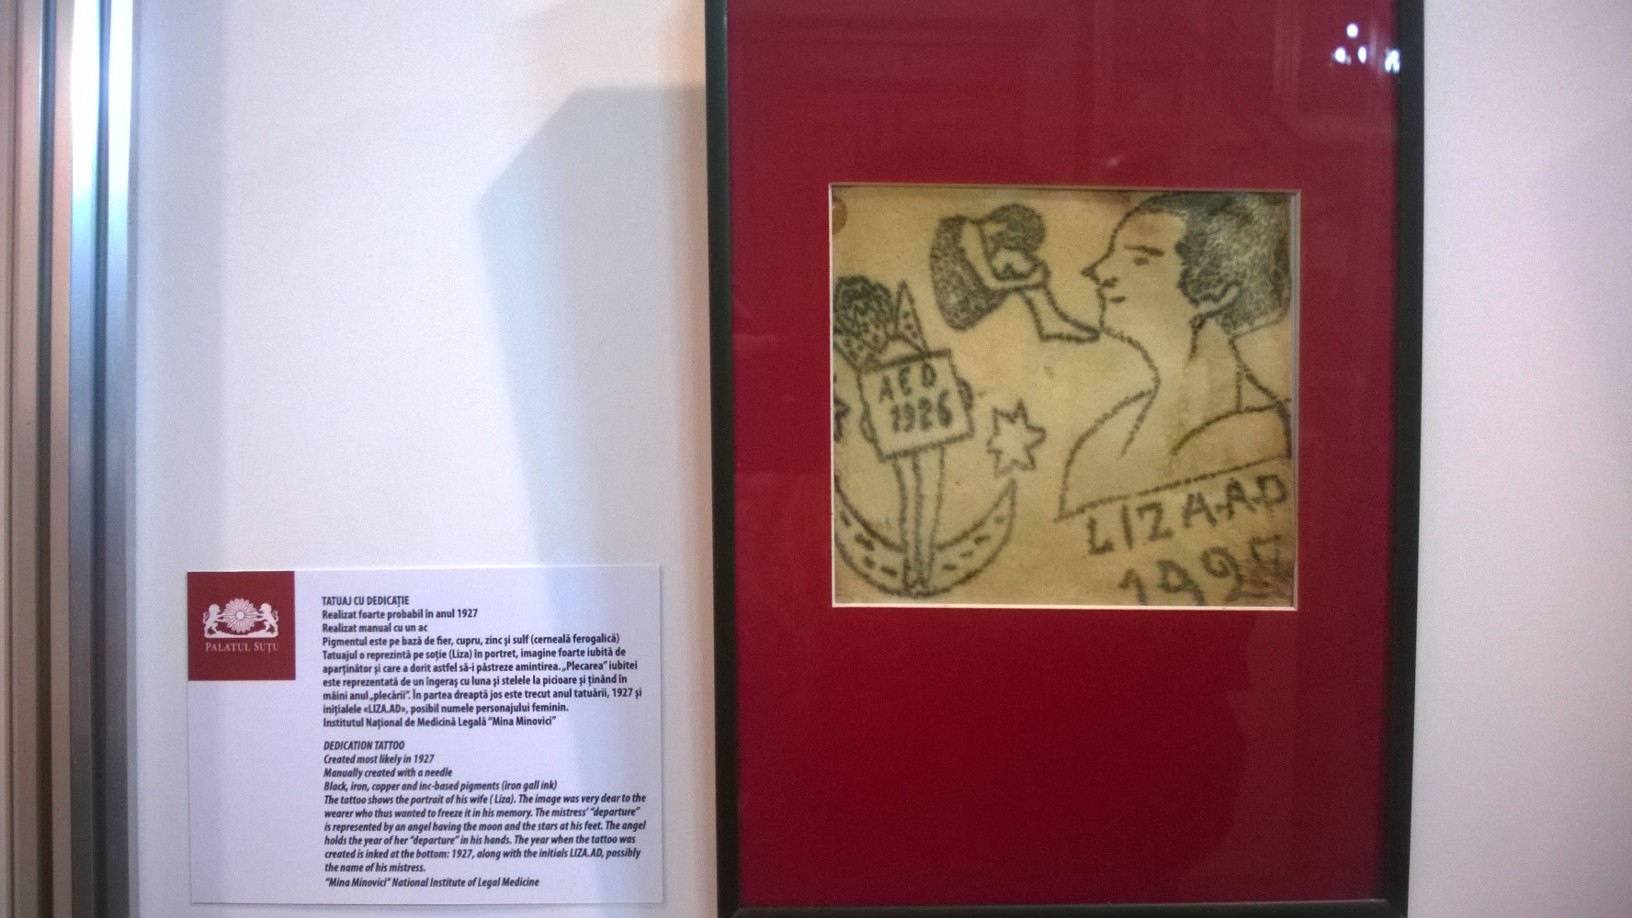 PALATUL SUȚU
TATUAJ CU DEDICAȚIE
Realizat foarte probabil în anul 1927
Realizat manual cu un ac
Pigmentul este pe bază de fier, cupru, zinc și sulf (cerneală ferogalică)
Tatuajul o reprezintă pe soție (Liza) în portret, imagine foarte iubită de
aparținător și care a dorit astfel să-i păstreze amintirea. „Plecarea” iubitei
este reprezentată de un îngeraș cu luna și stelele la picioare și ținând în
mâini anul „plecării”. În partea dreaptă jos este trecut anul tatuării, 1927 și
inițialele «LIZA.AD», posibil numele personajului feminin.
Institutul Național de Medicină Legală “Mina Minovici”
DEDICATION TATTOO
Created most likely in 1927
Manually created with a needle
Black, iron, copper and inc-based pigments (iron gall ink)
The tattoo shows the portrait of his wife ( Liza). The image was very dear to the
wearer who thus wanted to freeze it in his memory. The mistress’ “departure”
is represented by an angel having the moon and the stars at his feet. The angel
holds the year of her “departure” in his hands. The year when the tattoo was
created is inked at the bottom: 1927, along with the initials LIZA.AD, possibly
the name of his mistress.
“Mina Minovici” National Institute of Legal Medicine
AED
1926
LIZA.A.D
1927